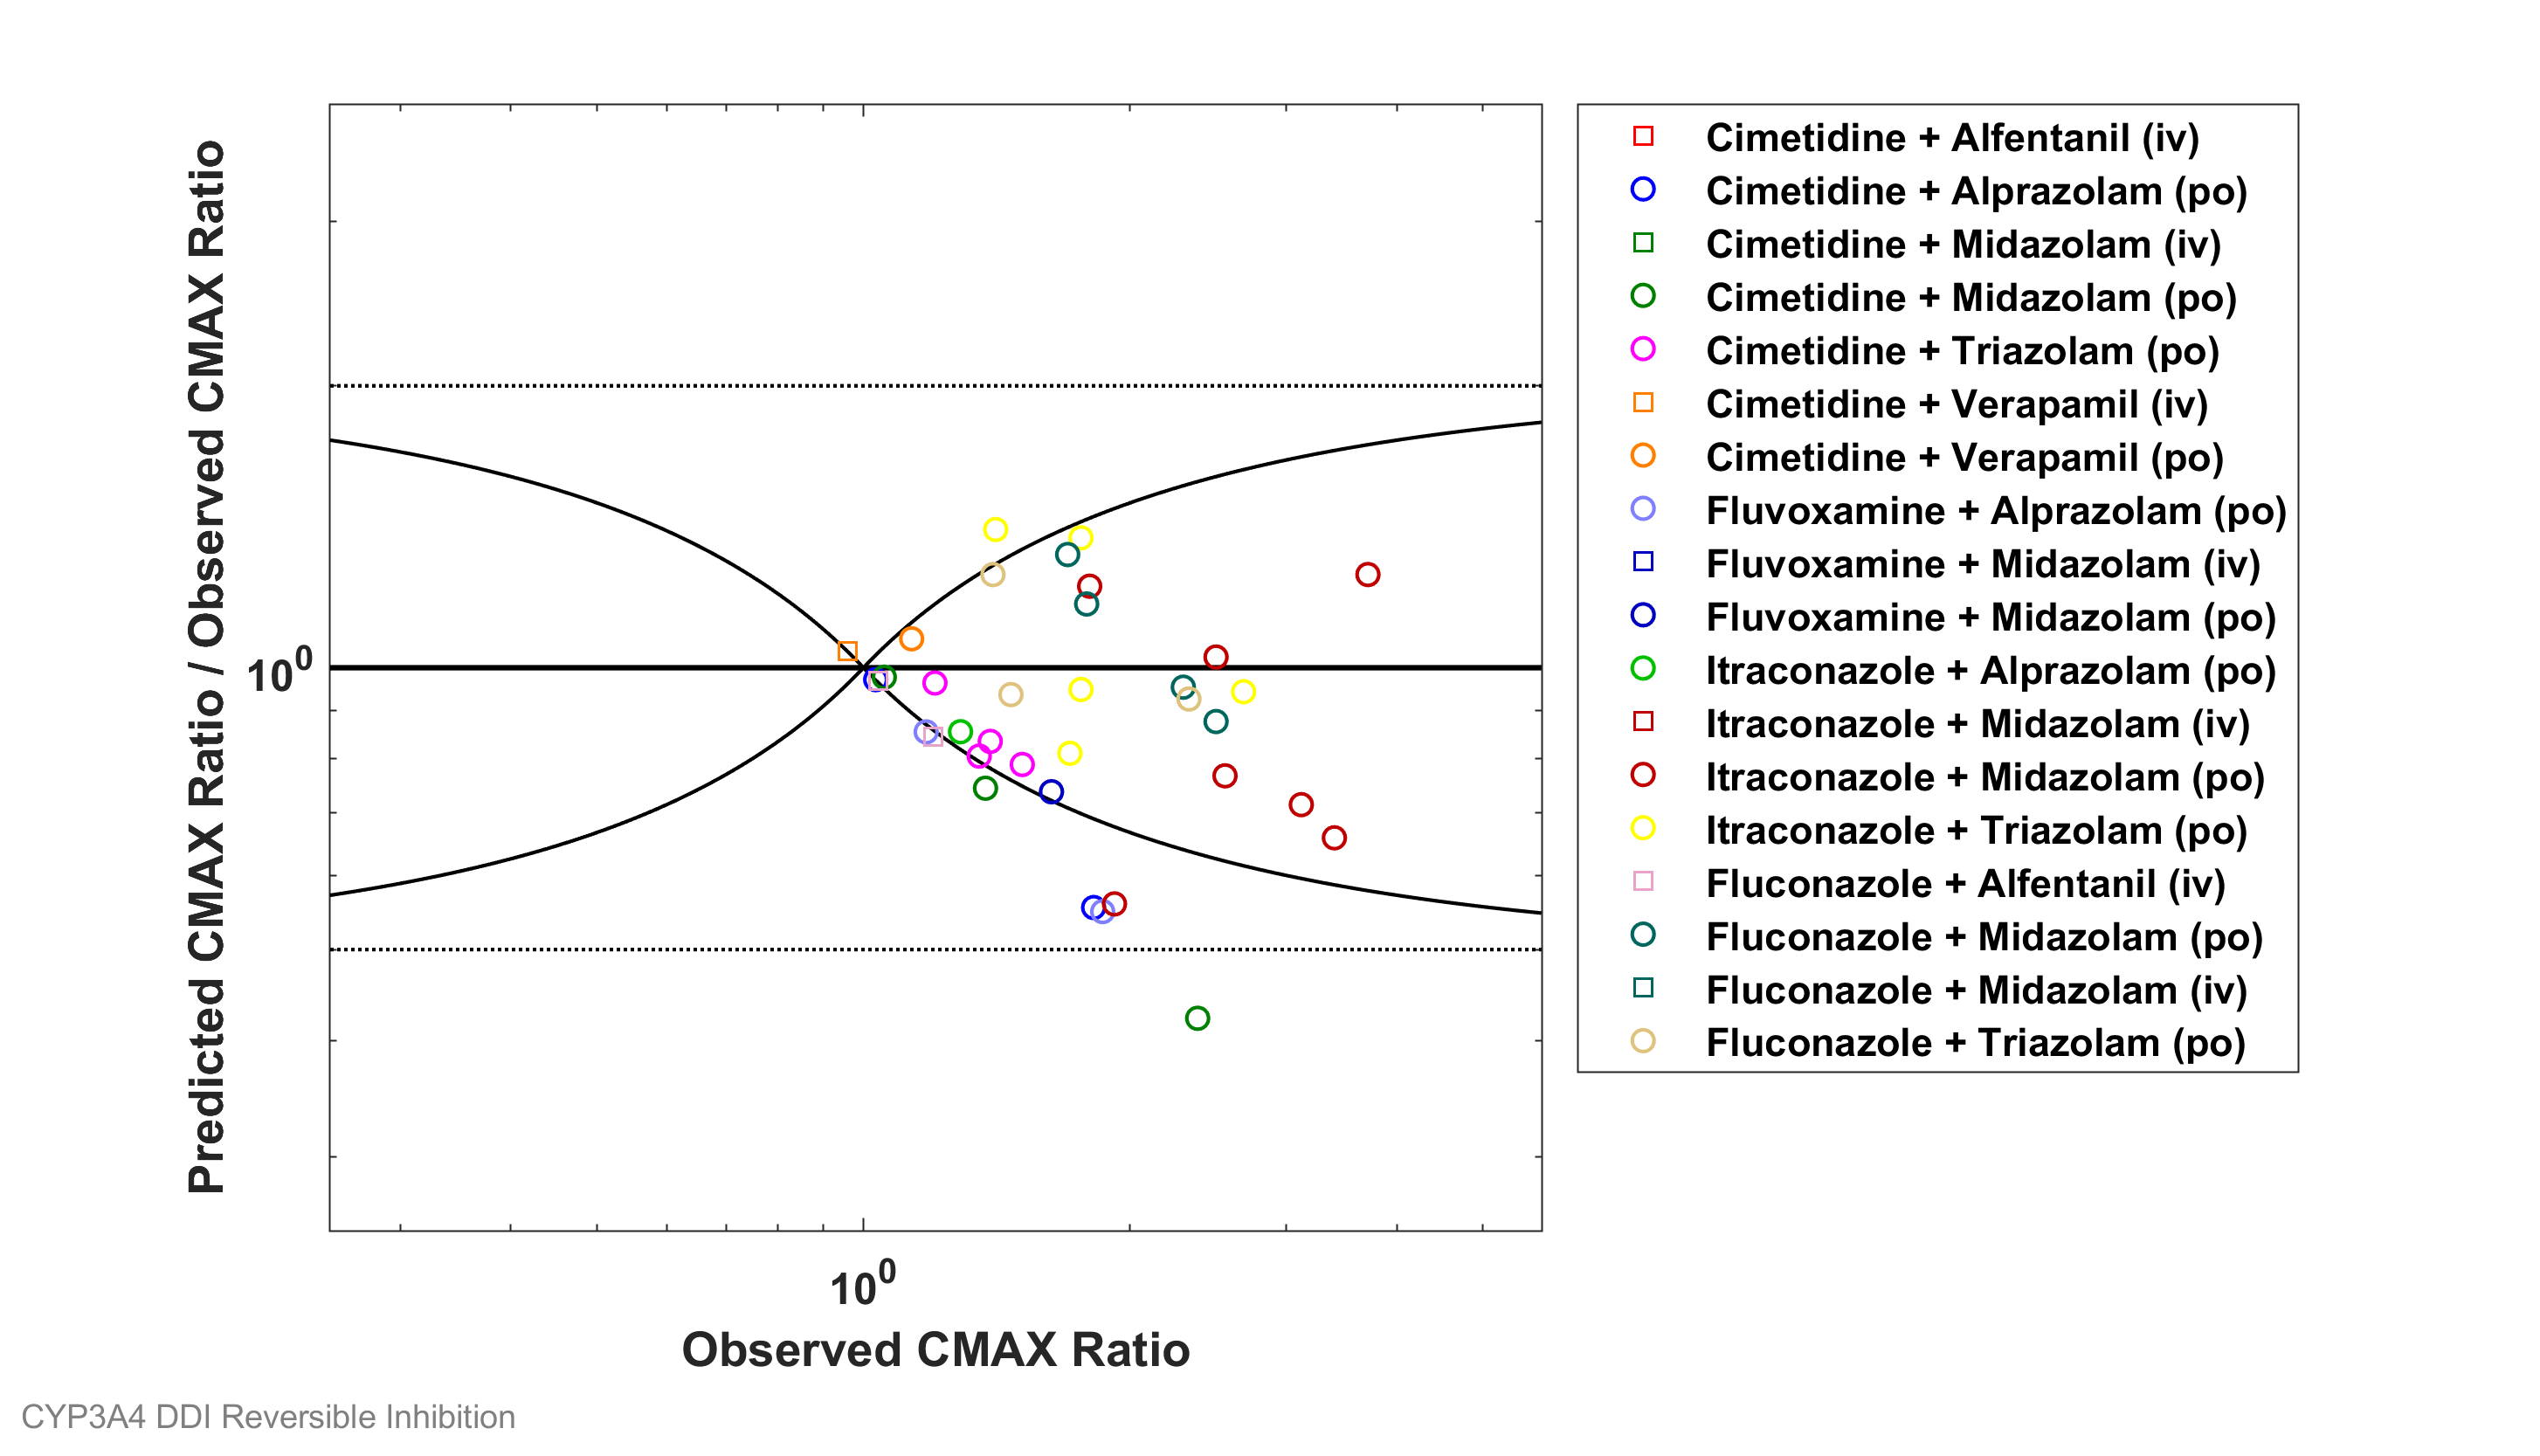 Predicted CMAX Ratio / Observed CMAX Ratio
10^0
10^0
Observed CMAX Ratio
Cimetidine + Alfentanil (iv)
Cimetidine + Alprazolam (po)
Cimetidine + Midazolam (iv)
Cimetidine + Midazolam (po)
Cimetidine + Triazolam (po)
Cimetidine + Verapamil (iv)
Cimetidine + Verapamil (po)
Fluvoxamine + Alprazolam (po)
Fluvoxamine + Midazolam (iv)
Fluvoxamine + Midazolam (po)
Itraconazole + Alprazolam (po)
Itraconazole + Midazolam (iv)
Itraconazole + Midazolam (po)
Itraconazole + Triazolam (po)
Fluconazole + Alfentanil (iv)
Fluconazole + Midazolam (po)
Fluconazole + Midazolam (iv)
Fluconazole + Triazolam (po)
CYP3A4 DDI Reversible Inhibition